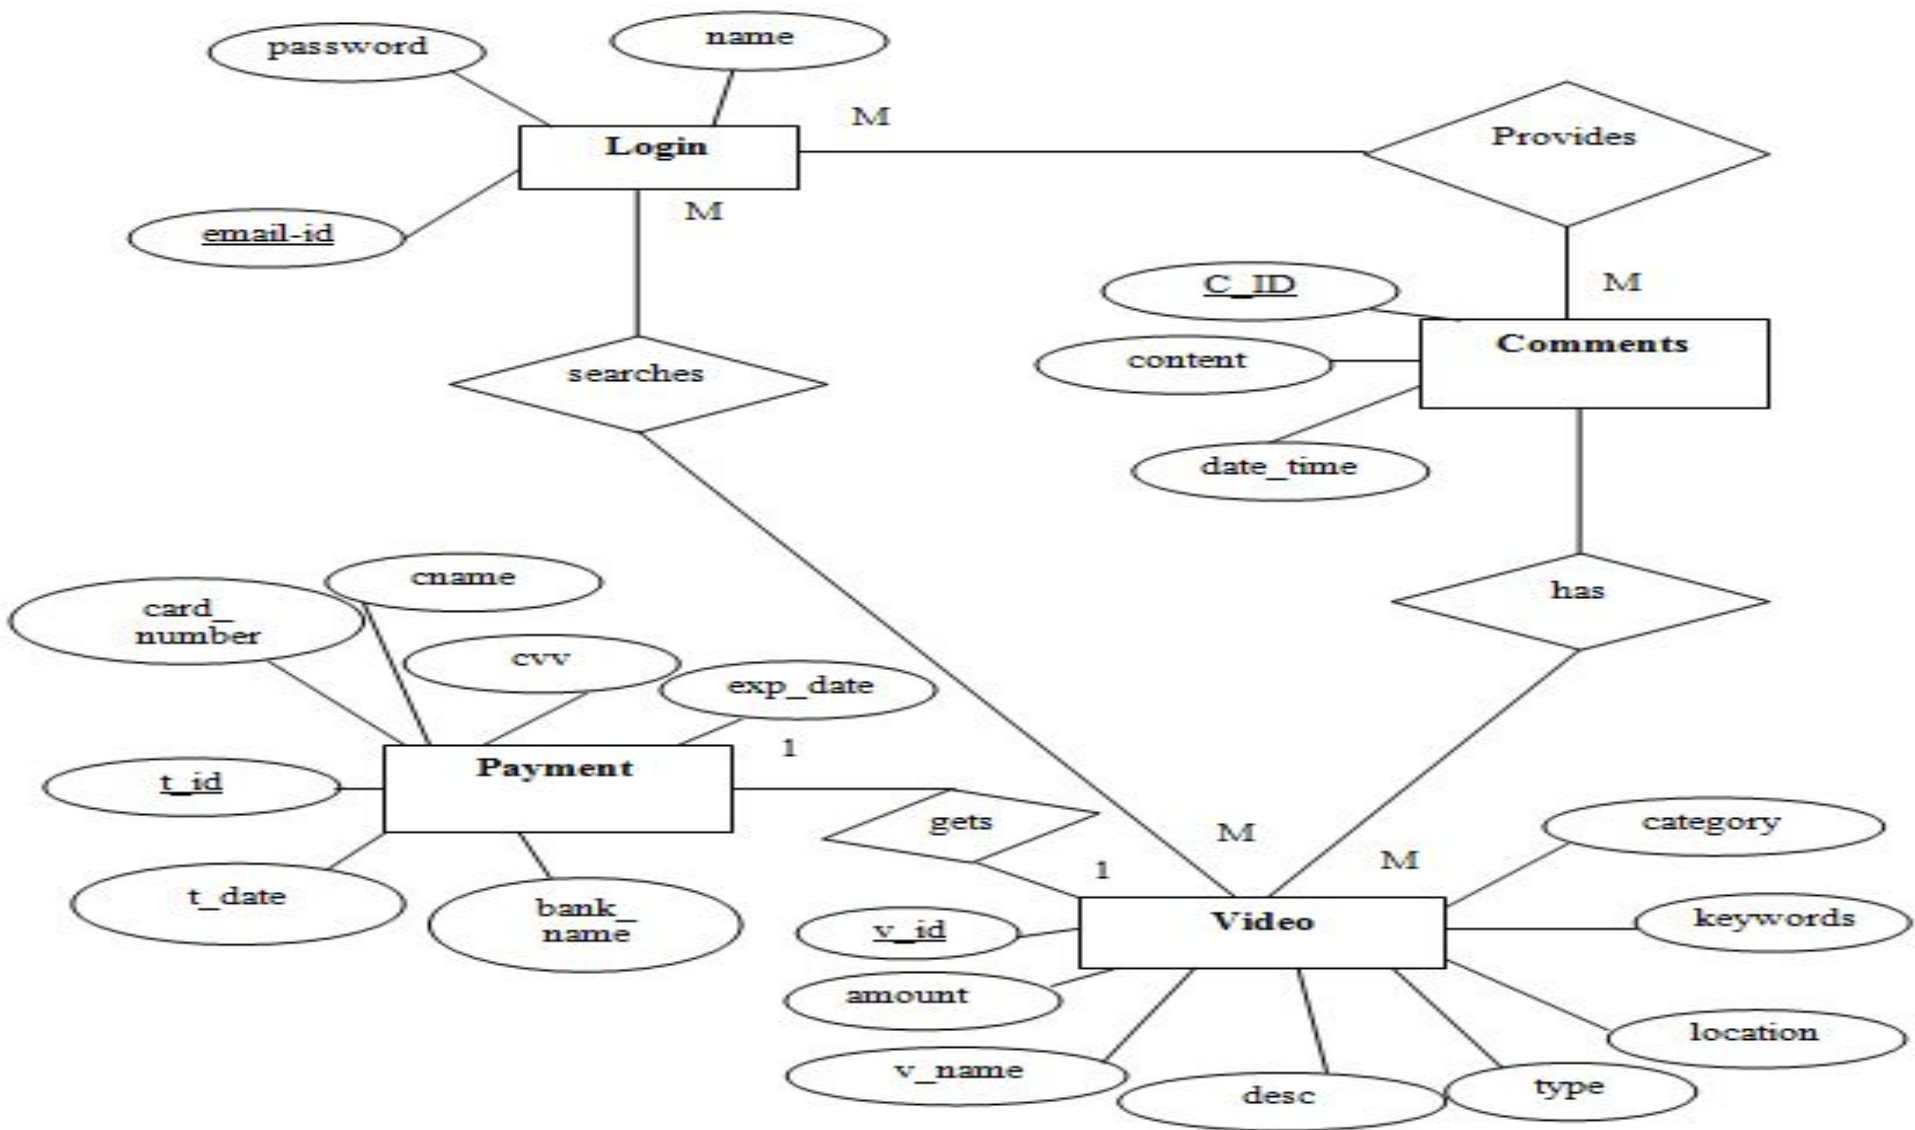 password
name
Login
M
Provides
M
email-id
C_ID
M
Comments
content
searches
date_time
cname
has
card_
number
cvv
exp_date
1
Payment
t_id
gets
category
M
M
1
t_date
bank_
name
v_id
Video
keywords
amount
location
v_name
type
desc